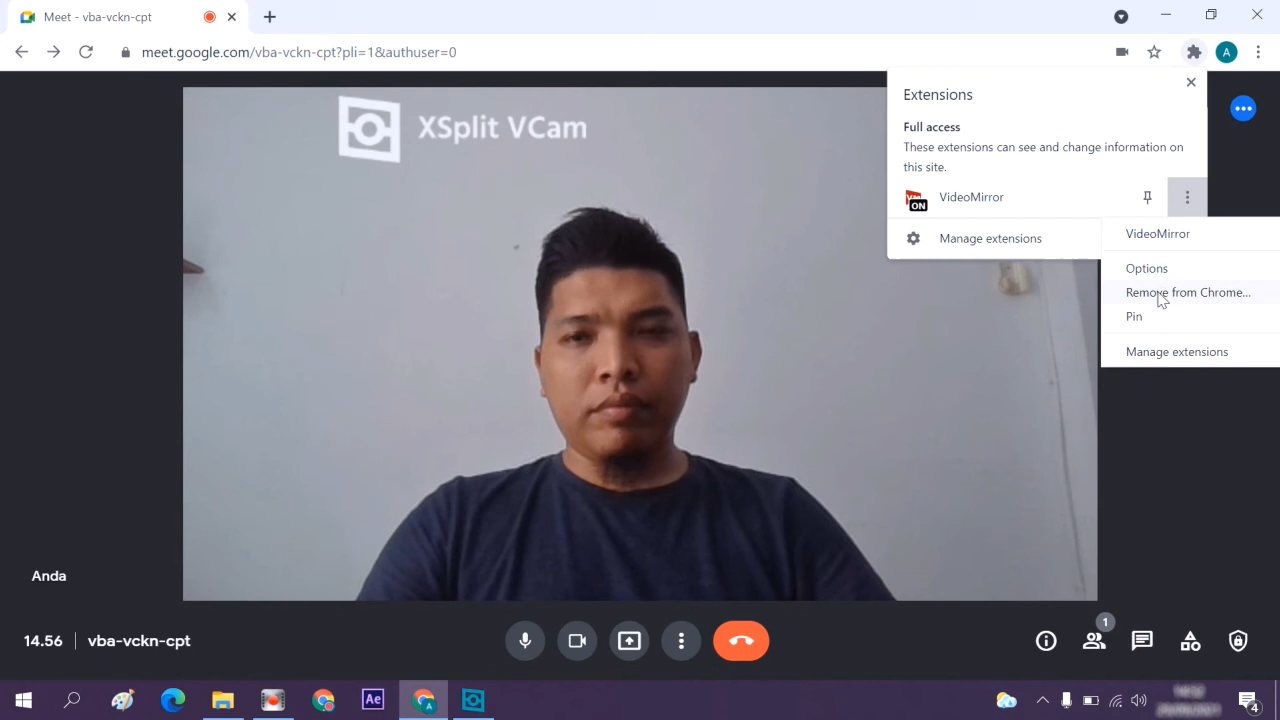 Meet - vba-vckn-cpt
meet.google.com/vba-vckn-cpt?pli=1&authuser=0
A
XSplit VCam
Extensions
Full access
These extensions can see and change information on
this site.
ON
VideoMirror
Manage extensions
VideoMirror
Options
Remove from Chrome...
Pin
Manage extensions
Anda
14.56
vba-vckn-cpt
1
Ae
A
4